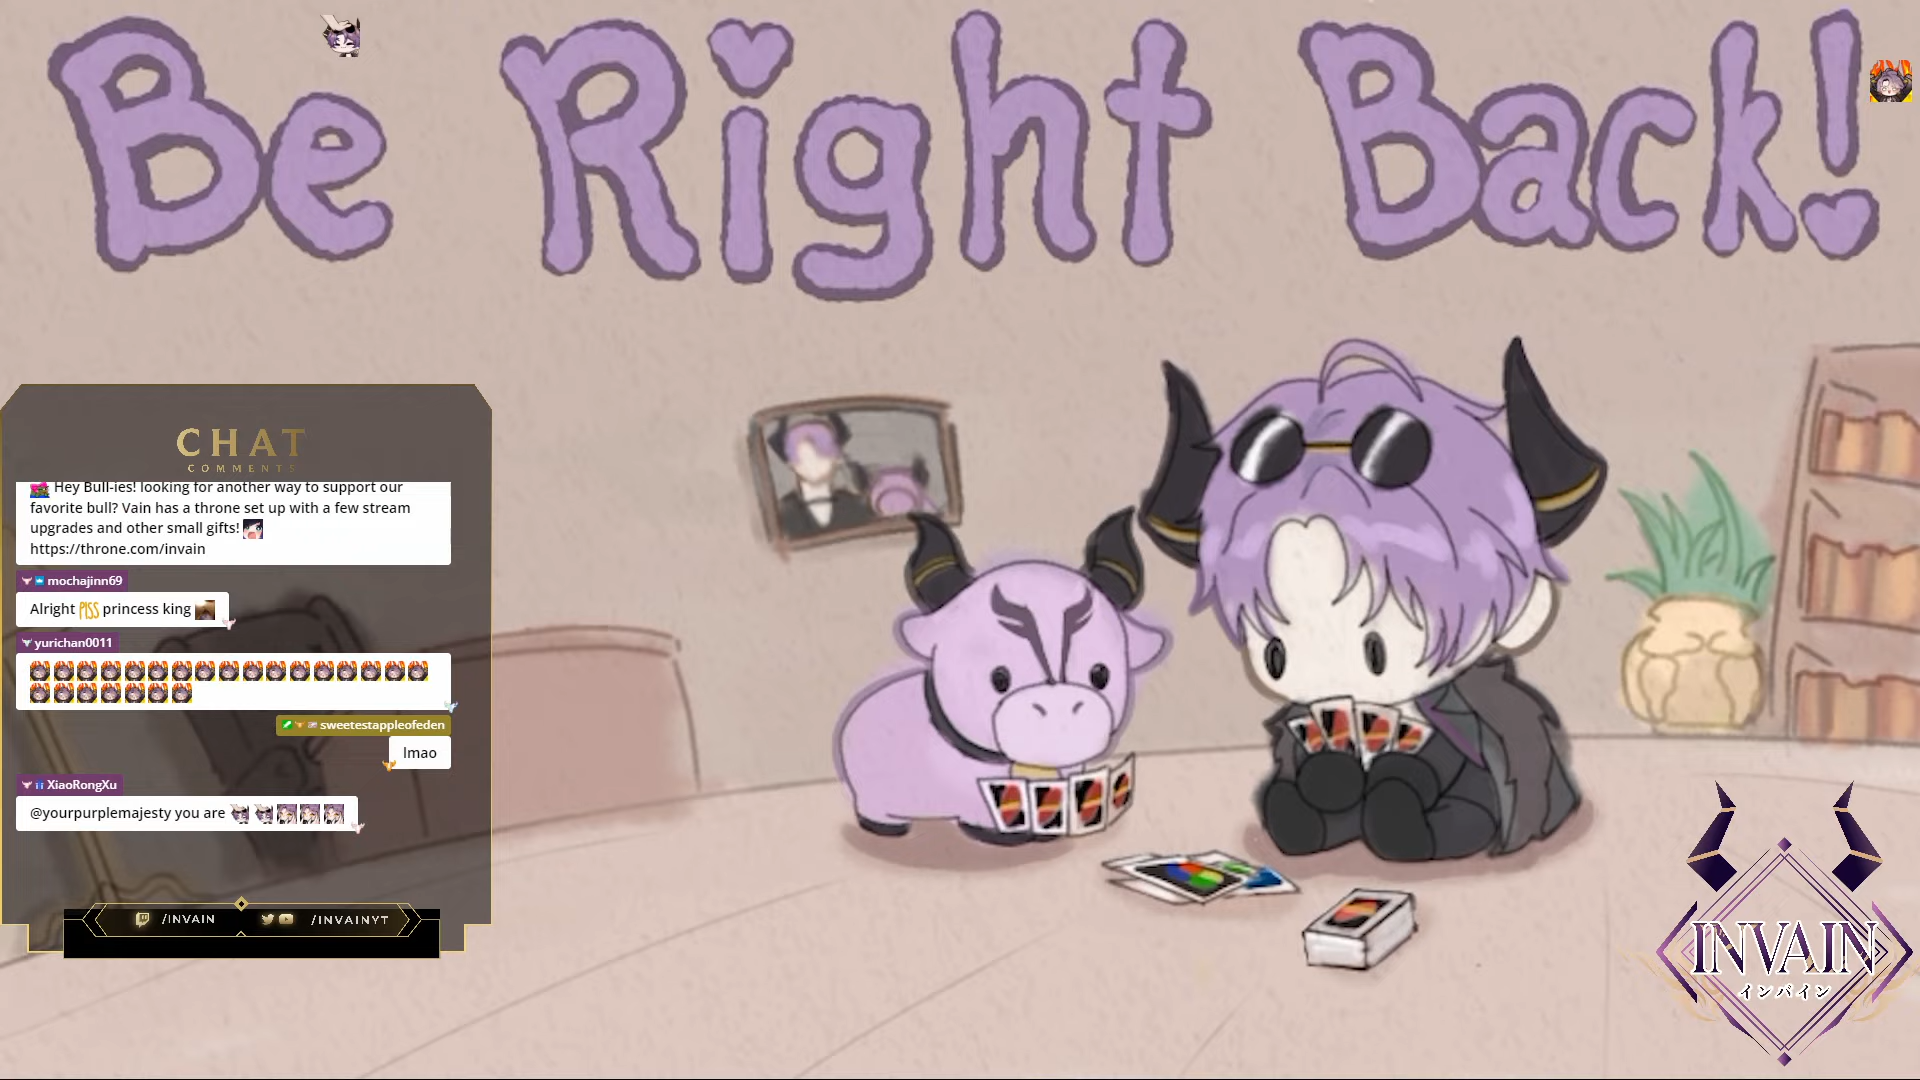 Be Right Back!
CHAT
COMMENTS
Hey Bull-ies! looking for another way to support our
favorite bull? Vain has a throne set up with a few stream
upgrades and other small gifts!
https://throne.com/invain
mochajinn69
Alright PISS princess king
yurichan0011
sweetestappleofeden
lmao
XiaoRongXu
@yourpurplemajesty you are
/INVAIN
/INVAINYT
INVAIN
インバイン